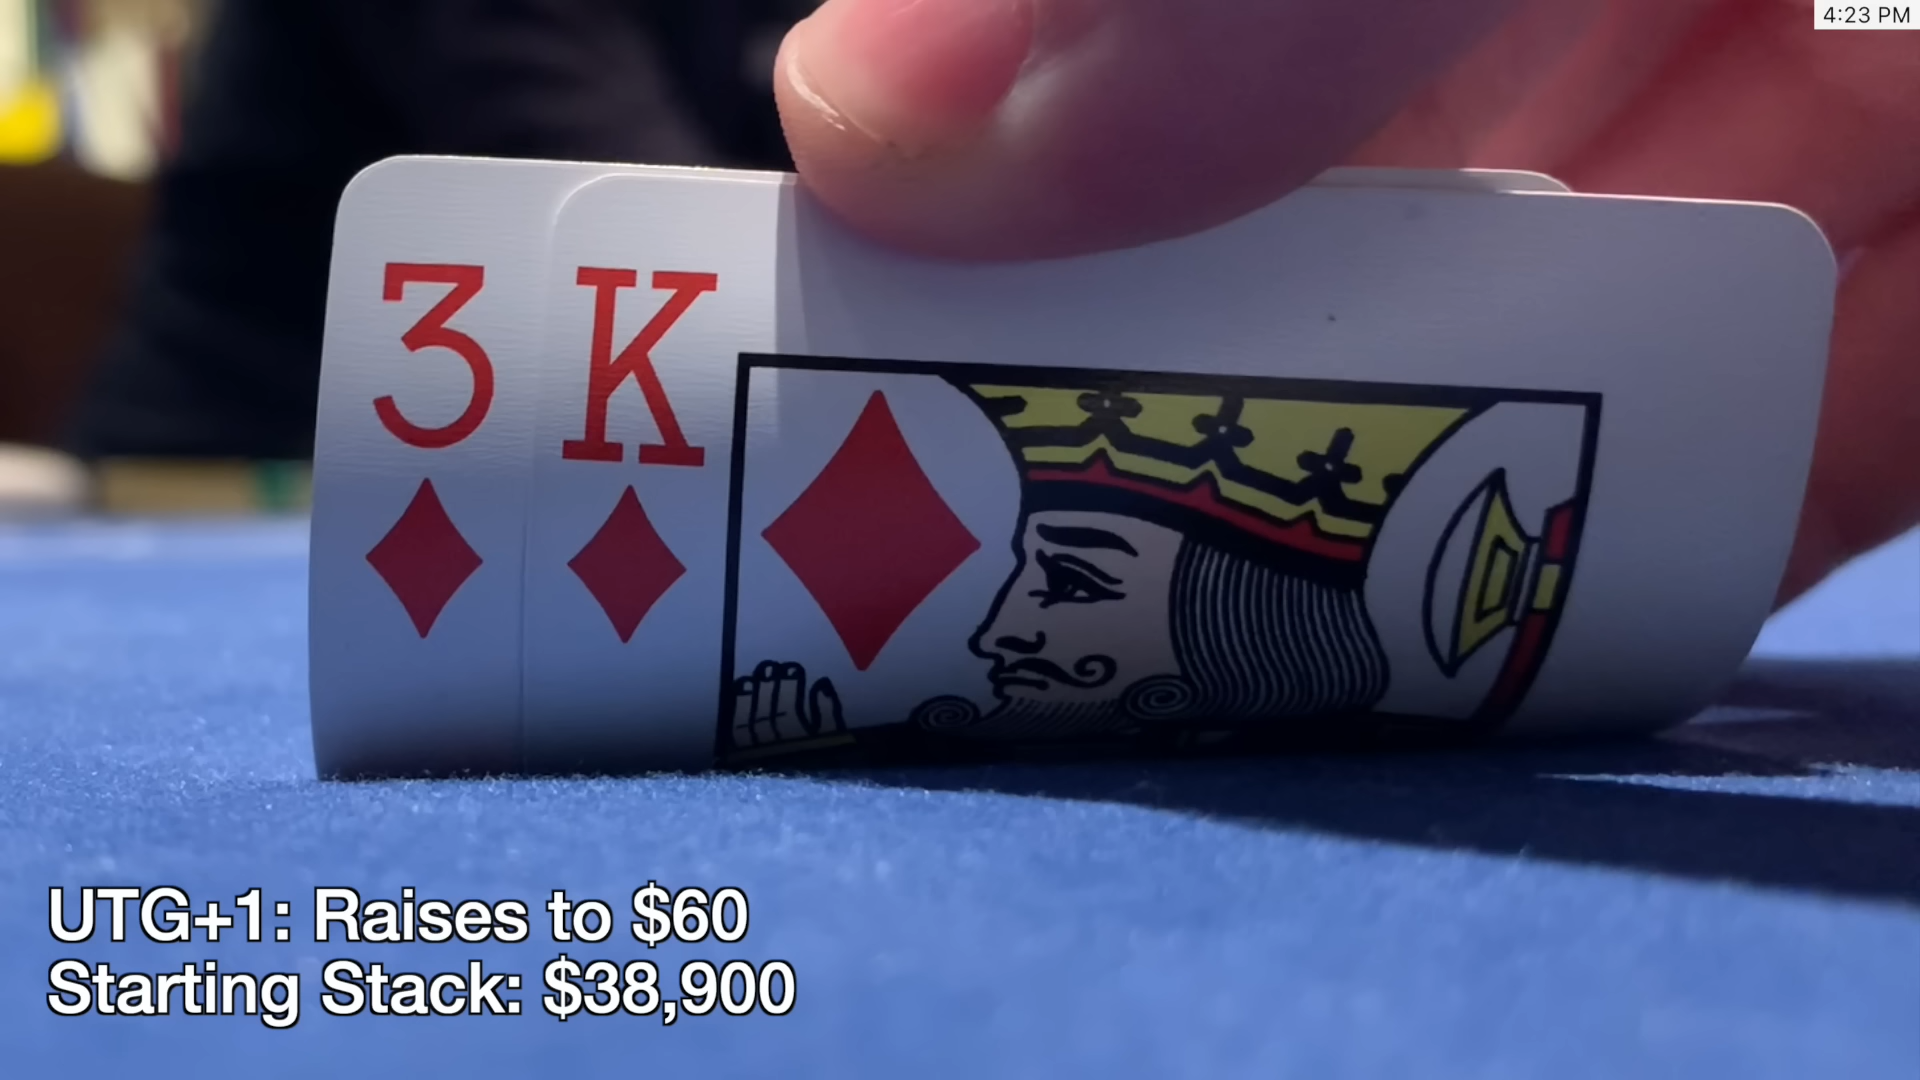 4:23 PM
3 K
UTG+1: Raises to $60
Starting Stack: $38,900